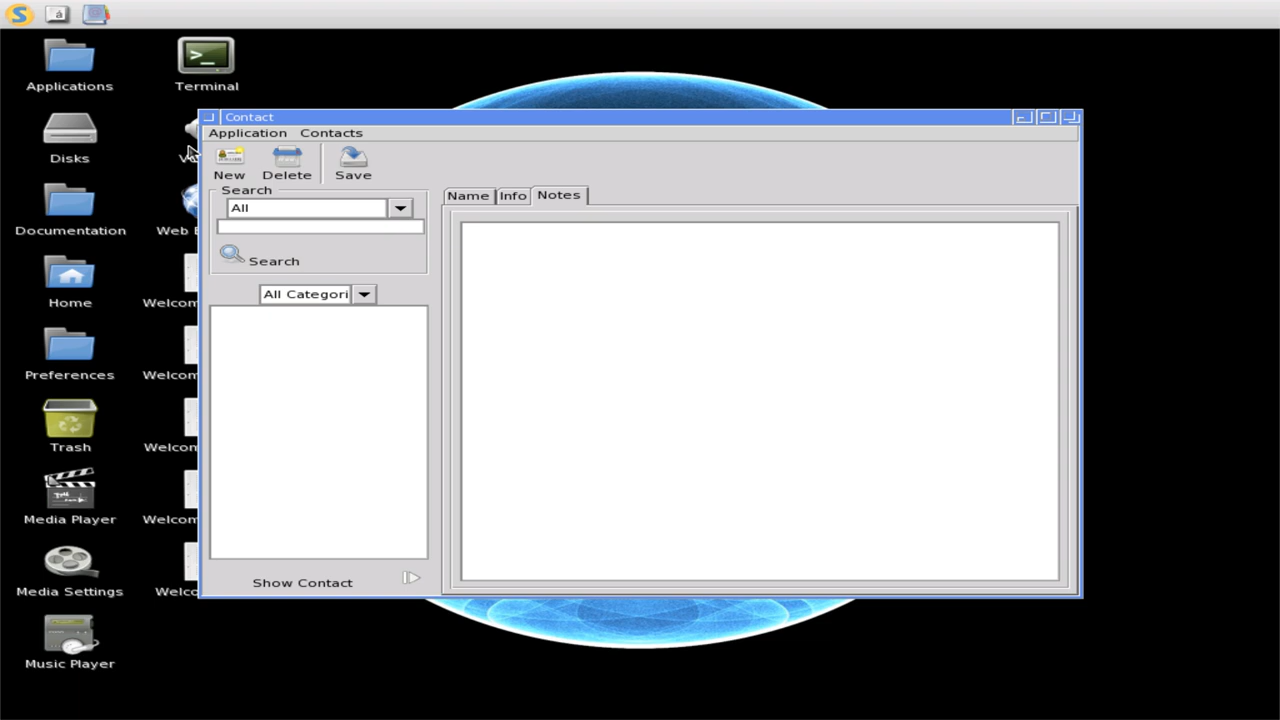 S á
Applications
Terminal
Disks
Documentation
Web
Home
Preferences
Trash
Media Player
Media Settings
Music Player
Contact
Application Contacts
New Delete Save
Search
All
Search
All Categori
Show Contact
Name Info Notes